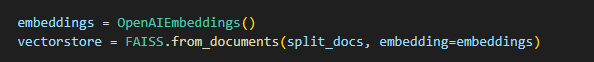 embeddings = OpenAIEmbeddings()
vectorstore = FAISS.from_documents(split_docs, embedding=embeddings)